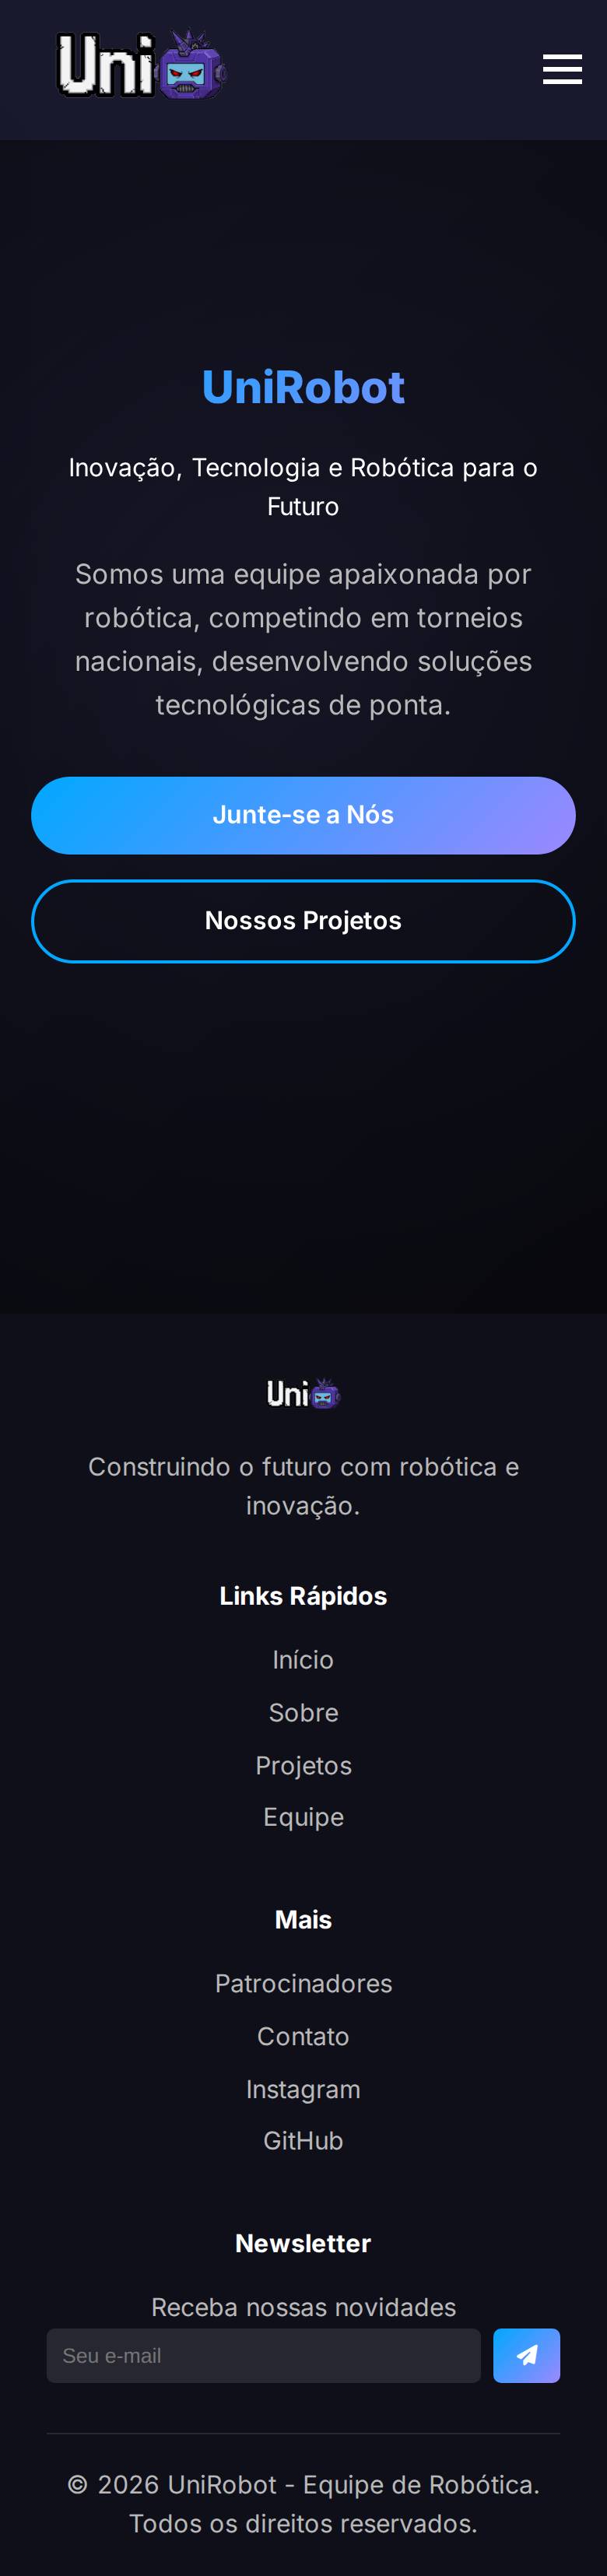 Uni
UniRobot
Inovação, Tecnologia e Robótica para o
Futuro
Somos uma equipe apaixonada por
robótica, competindo em torneios
nacionais, desenvolvendo soluções
tecnológicas de ponta.
Junte-se a Nós
Nossos Projetos
Uni
Construindo o futuro com robótica e
inovação.
Links Rápidos
Início
Sobre
Projetos
Equipe
Mais
Patrocinadores
Contato
Instagram
GitHub
Newsletter
Receba nossas novidades
Seu e-mail
© 2026 UniRobot - Equipe de Robótica.
Todos os direitos reservados.